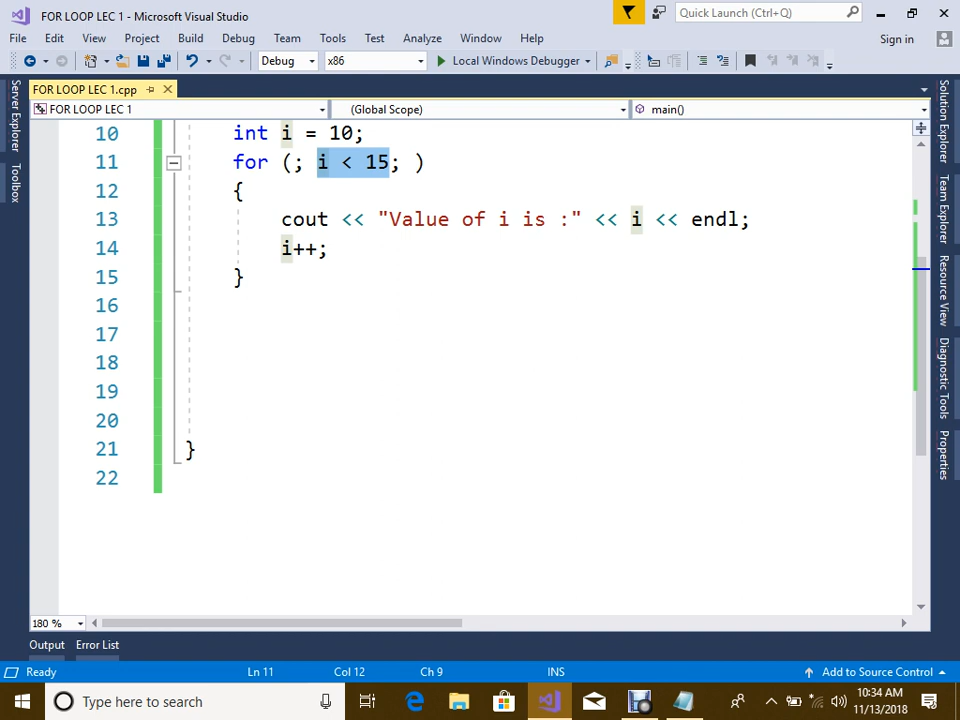 FOR LOOP LEC 1 - Microsoft Visual Studio
Quick Launch (Ctrl+Q)
File Edit View Project Build Debug Team Tools Test Analyze Window Help
Sign in
Debug x86 Local Windows Debugger
FOR LOOP LEC 1.cpp
FOR LOOP LEC 1 (Global Scope) main()
Server Explorer
Toolbox
10 int i = 10;
11 for (; i < 15; )
12 {
13 cout << "Value of i is :" << i << endl;
14 i++;
15 }
16
17
18
19
20
21 }
22
Solution Explorer
Team Explorer
Resource View
Diagnostic Tools
Properties
180 %
Output Error List
Ready Ln 11 Col 12 Ch 9 INS Add to Source Control
Type here to search
10:34 AM
11/13/2018